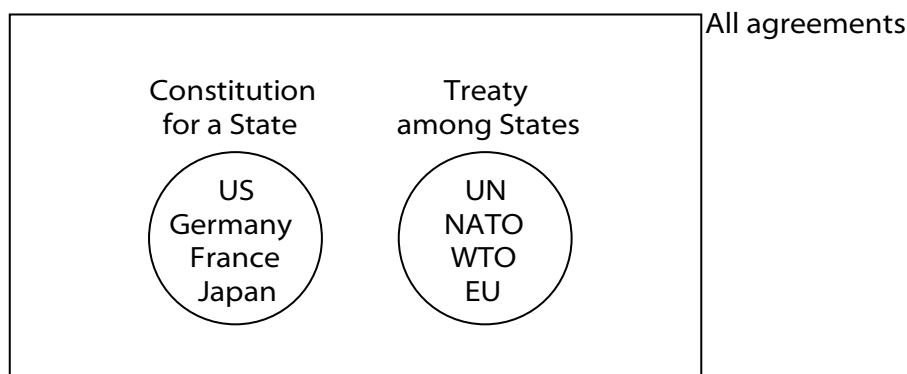 All agreements
Constitution
for a State
Treaty
among States
US
Germany
France
Japan
UN
NATO
WTO
EU